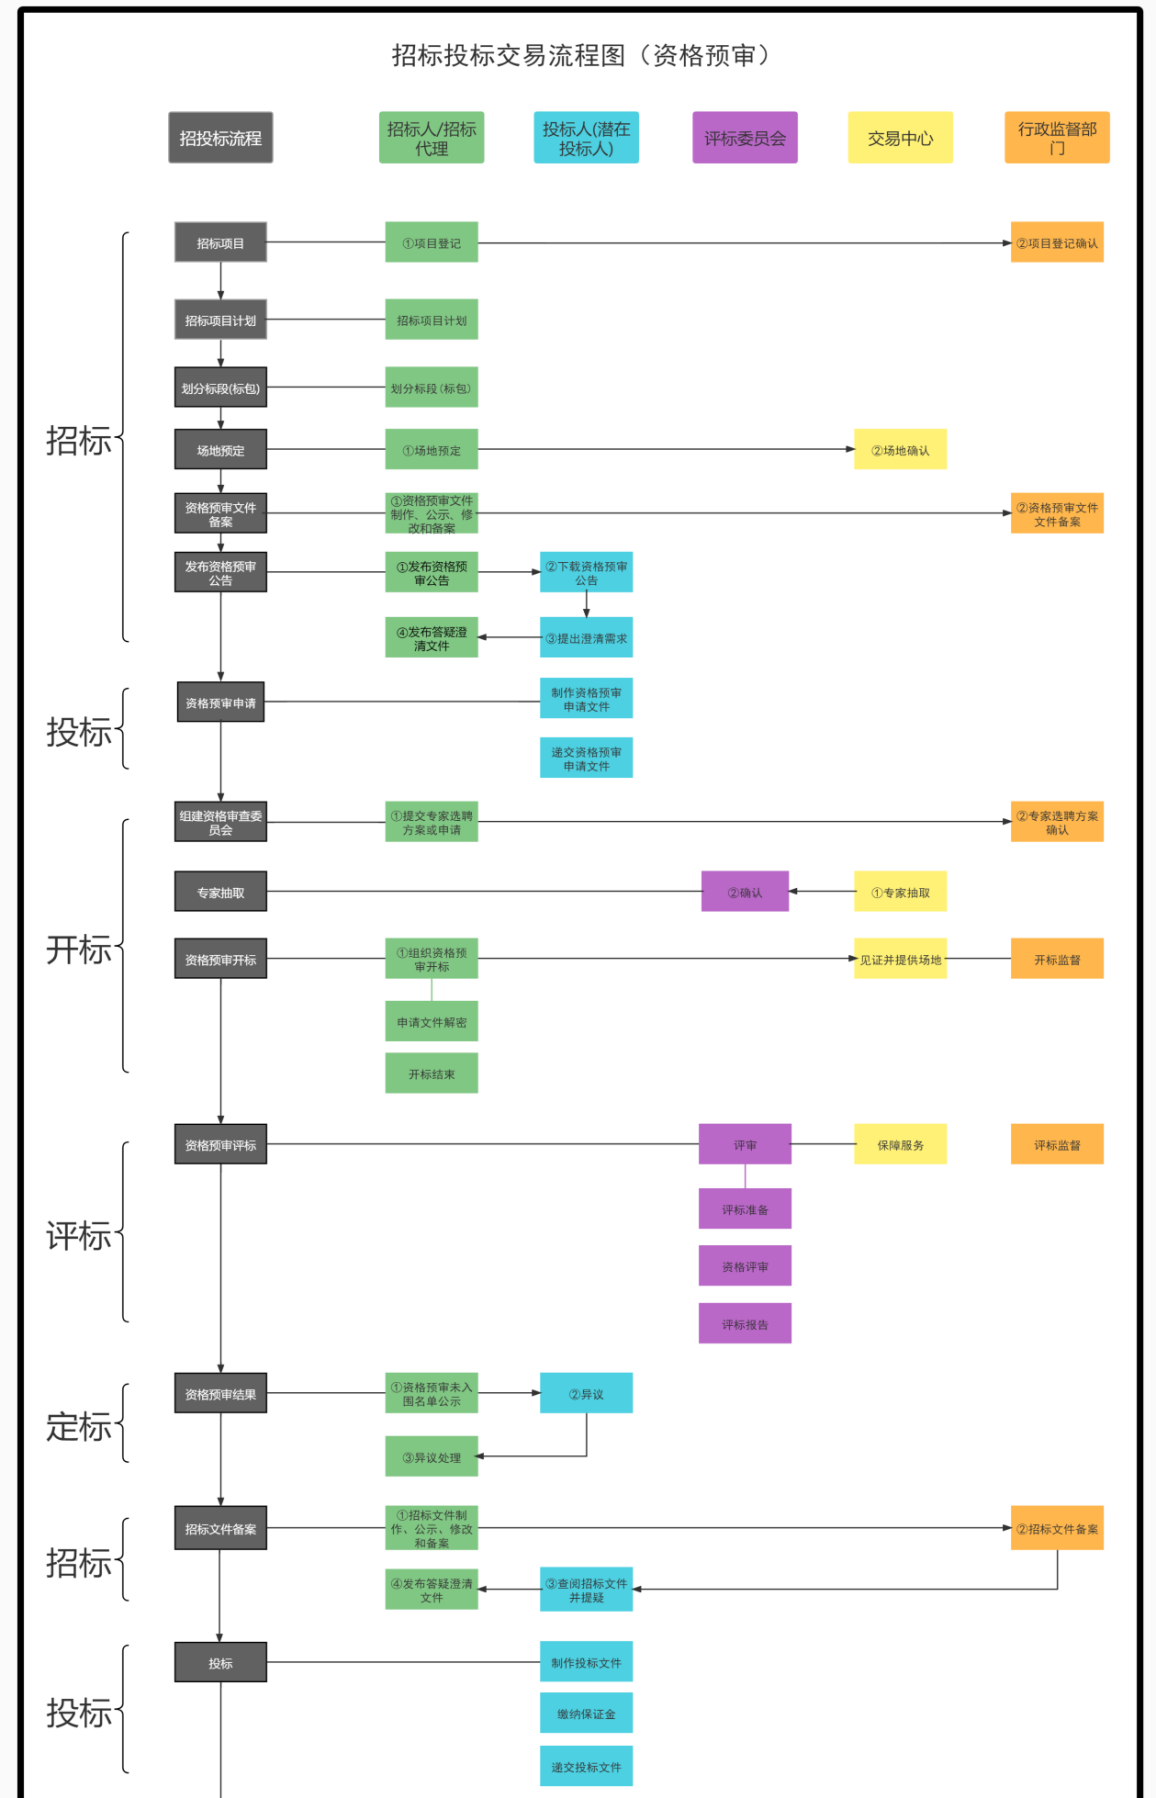 招标投标交易流程图（资格预审）
招投标流程
招标人/招标
代理
投标人(潜在
投标人)
评标委员会
交易中心
行政监督部
门
招标
招标项目
①项目登记
②项目登记确认
招标项目计划
招标项目计划
划分标段(标包)
划分标段(标包)
场地预定
①场地预定
②场地确认
资格预审文件
备案
①资格预审文件
制作、公示、修
改和备案
②资格预审文件
文件备案
发布资格预审
公告
①发布资格预
审公告
②下载资格预审
公告
④发布答疑澄
清文件
③提出澄清需求
投标
资格预审申请
制作资格预审
申请文件
递交资格预审
申请文件
开标
组建资格审查委
员会
①提交专家选聘
方案或申请
②专家选聘方案
确认
专家抽取
②确认
①专家抽取
资格预审开标
①组织资格预
审开标
见证并提供场地
开标监督
申请文件解密
开标结束
评标
资格预审评标
评审
保障服务
评标监督
评标准备
资格评审
评标报告
定标
资格预审结果
①资格预审未入
围名单公示
②异议
③异议处理
招标
招标文件备案
①招标文件制
作、公示、修改
和备案
②招标文件备案
④发布答疑澄清
文件
③查阅招标文件
并提疑
投标
投标
制作投标文件
缴纳保证金
递交投标文件